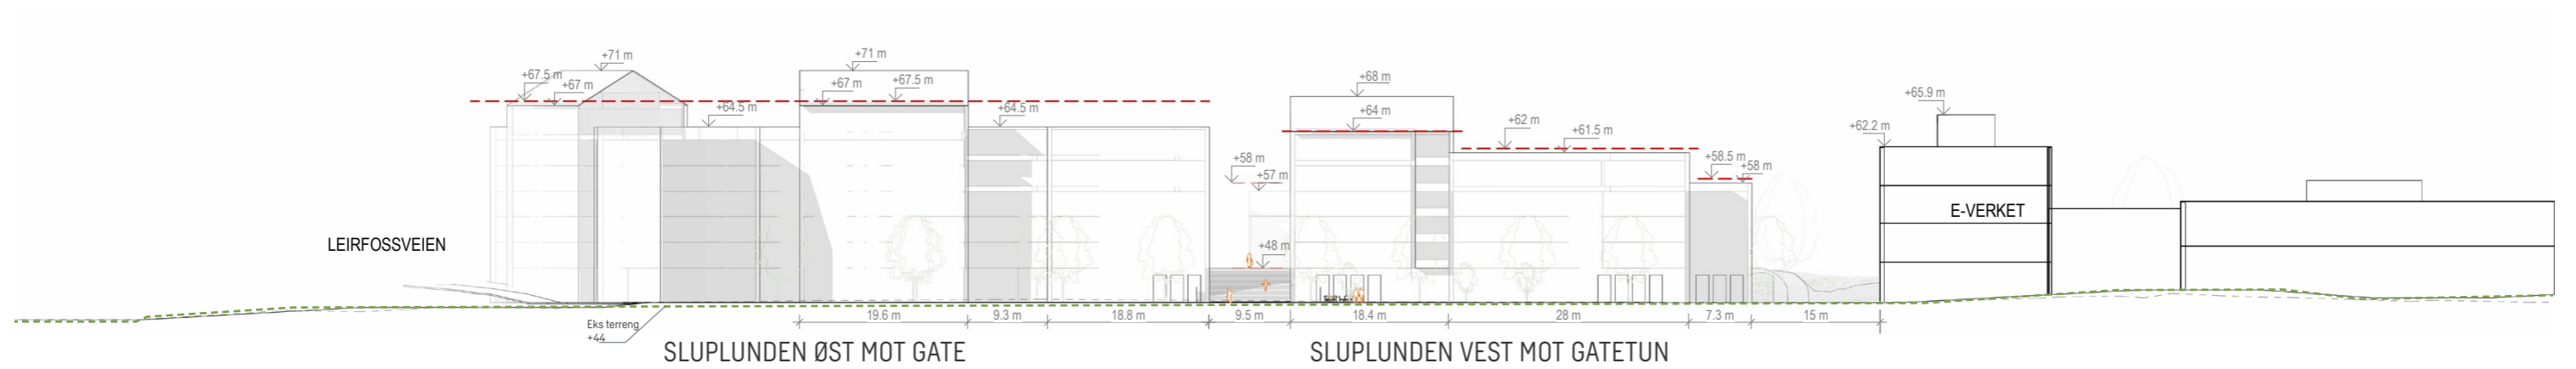 +71 m
+67.5 m
+67 m
+64.5 m
+71 m
+67 m
+67.5 m
+64.5 m
+68 m
+64 m
+58 m
+57 m
+48 m
+62 m
+61.5 m
+58.5 m
+58 m
+65.9 m
+62.2 m
E-VERKET
LEIRFOSSVEIEN
Eks terreng
+44
19.6 m
9.3 m
18.8 m
9.5 m
18.4 m
28 m
7.3 m
15 m
SLUPLUNDEN ØST MOT GATE
SLUPLUNDEN VEST MOT GATETUN